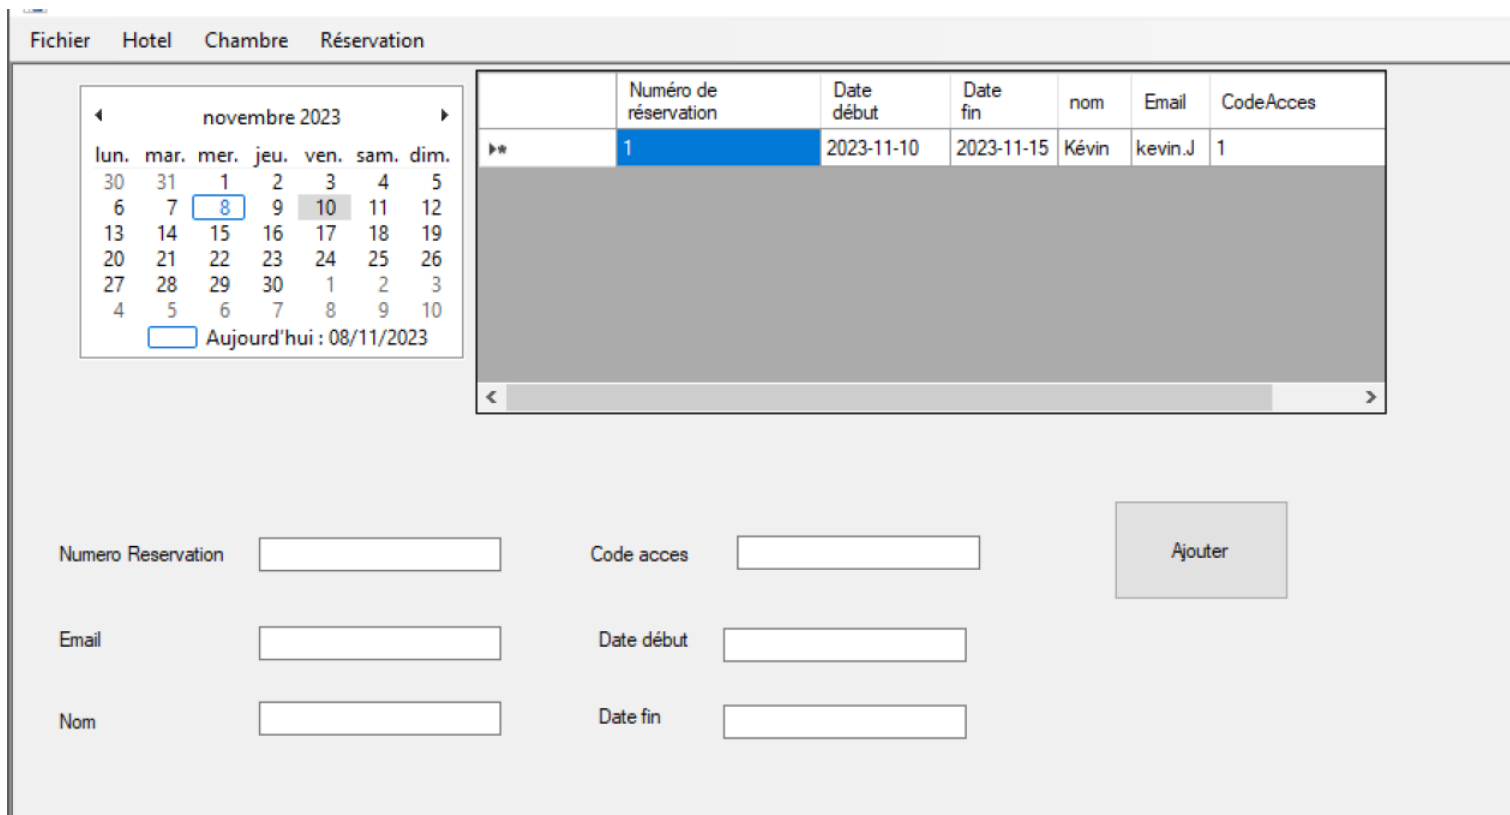 Fichier Hotel Chambre Réservation
novembre 2023
lun. mar. mer. jeu. ven. sam. dim.
30 31 1 2 3 4 5
6 7 8 9 10 11 12
13 14 15 16 17 18 19
20 21 22 23 24 25 26
27 28 29 30 1 2 3
4 5 6 7 8 9 10
Aujourd'hui : 08/11/2023
Numéro de réservation Date début Date fin nom Email CodeAcces
1 2023-11-10 2023-11-15 Kévin kevin.J 1
Numero Reservation
Code acces
Ajouter
Email
Date début
Nom
Date fin